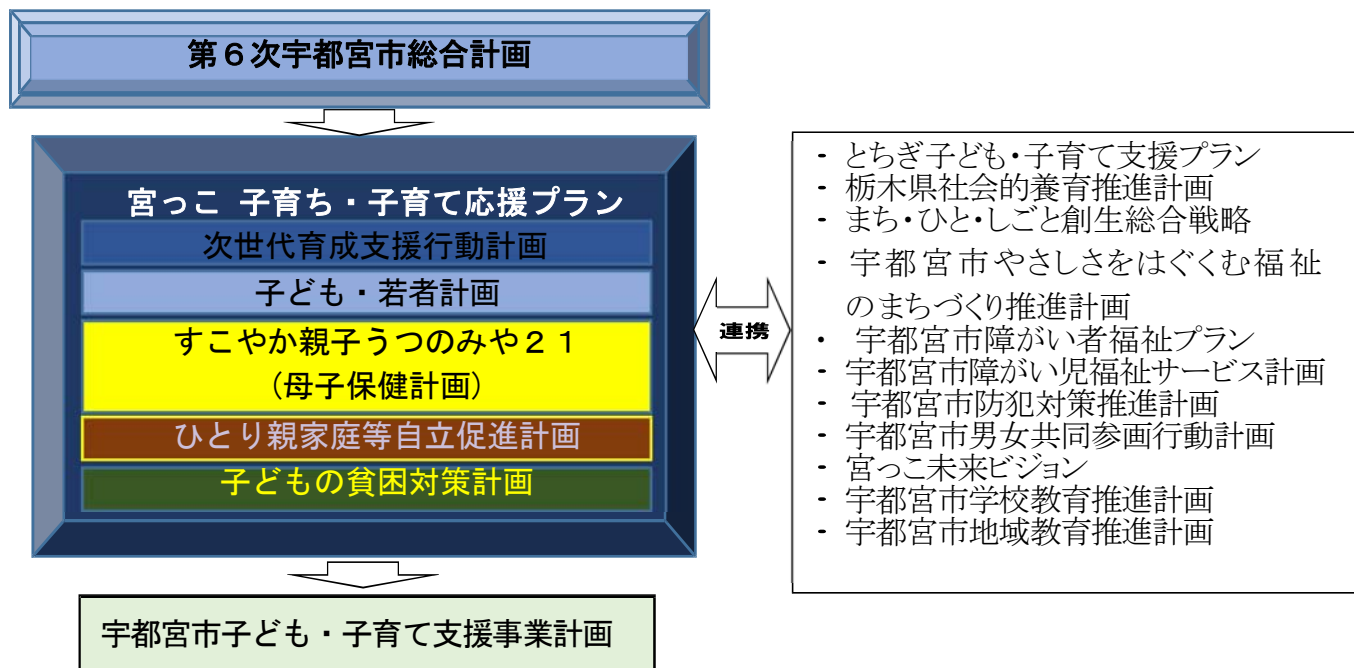 第６次宇都宮市総合計画
宮っこ 子育ち・子育て応援プラン
次世代育成支援行動計画
子ども・若者計画
すこやか親子うつのみや２１
(母子保健計画)
ひとり親家庭等自立促進計画
子どもの貧困対策計画
宇都宮市子ども・子育て支援事業計画
連携
- とちぎ子ども・子育て支援プラン
- 栃木県社会的養育推進計画
- まち・ひと・しごと創生総合戦略
- 宇都宮市やさしさをはぐくむ福祉
のまちづくり推進計画
・ 宇都宮市障がい者福祉プラン
- 宇都宮市障がい児福祉サービス計画
- 宇都宮市防犯対策推進計画
- 宇都宮市男女共同参画行動計画
- 宮っこ未来ビジョン
- 宇都宮市学校教育推進計画
- 宇都宮市地域教育推進計画